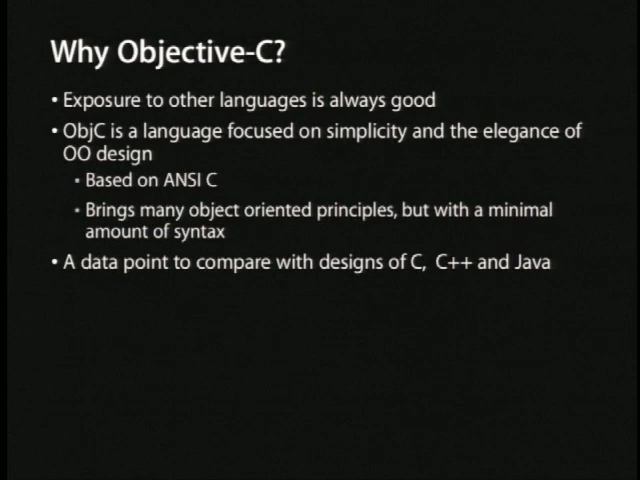 Why Objective-C?
• Exposure to other languages is always good
• ObjC is a language focused on simplicity and the elegance of
OO design
• Based on ANSI C
• Brings many object oriented principles, but with a minimal
amount of syntax
• A data point to compare with designs of C, C++ and Java